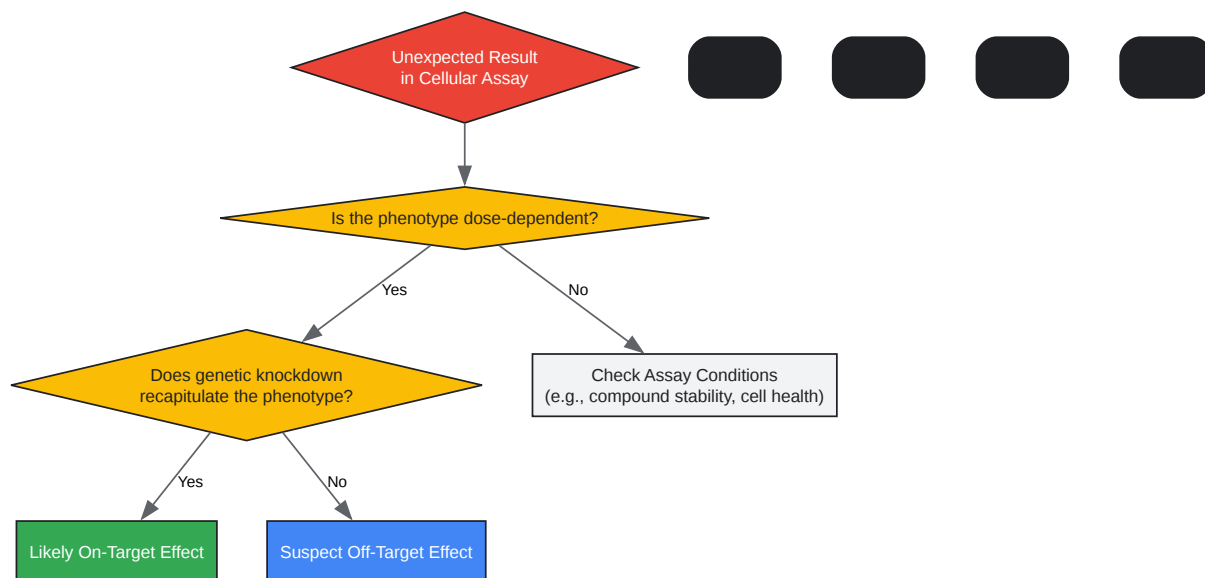 Unexpected Result
in Cellular Assay
Is the phenotype dose-dependent?
Yes
No
Does genetic knockdown
recapitulate the phenotype?
Check Assay Conditions
(e.g., compound stability, cell health)
Yes
No
Likely On-Target Effect
Suspect Off-Target Effect